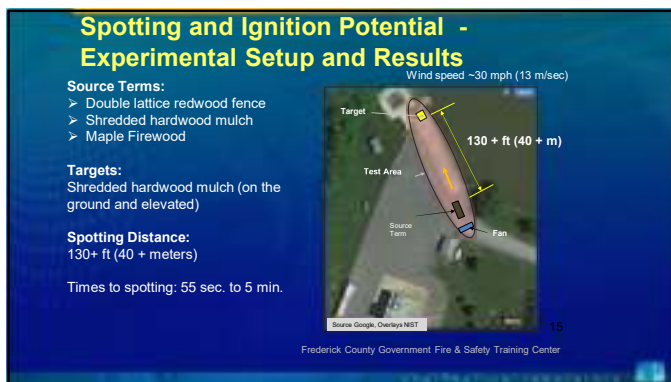 Spotting and Ignition Potential -
Experimental Setup and Results
Wind speed ~30 mph (13 m/sec)
Source Terms:
➢ Double lattice redwood fence
➢ Shredded hardwood mulch
➢ Maple Firewood
Targets:
Shredded hardwood mulch (on the
ground and elevated)
Spotting Distance:
130+ ft (40 + meters)
Times to spotting: 55 sec. to 5 min.
Target
130 + ft (40 + m)
Test Area
Source
Term
Fan
Source Google, Overlays NIST
15
Frederick County Government Fire & Safety Training Center